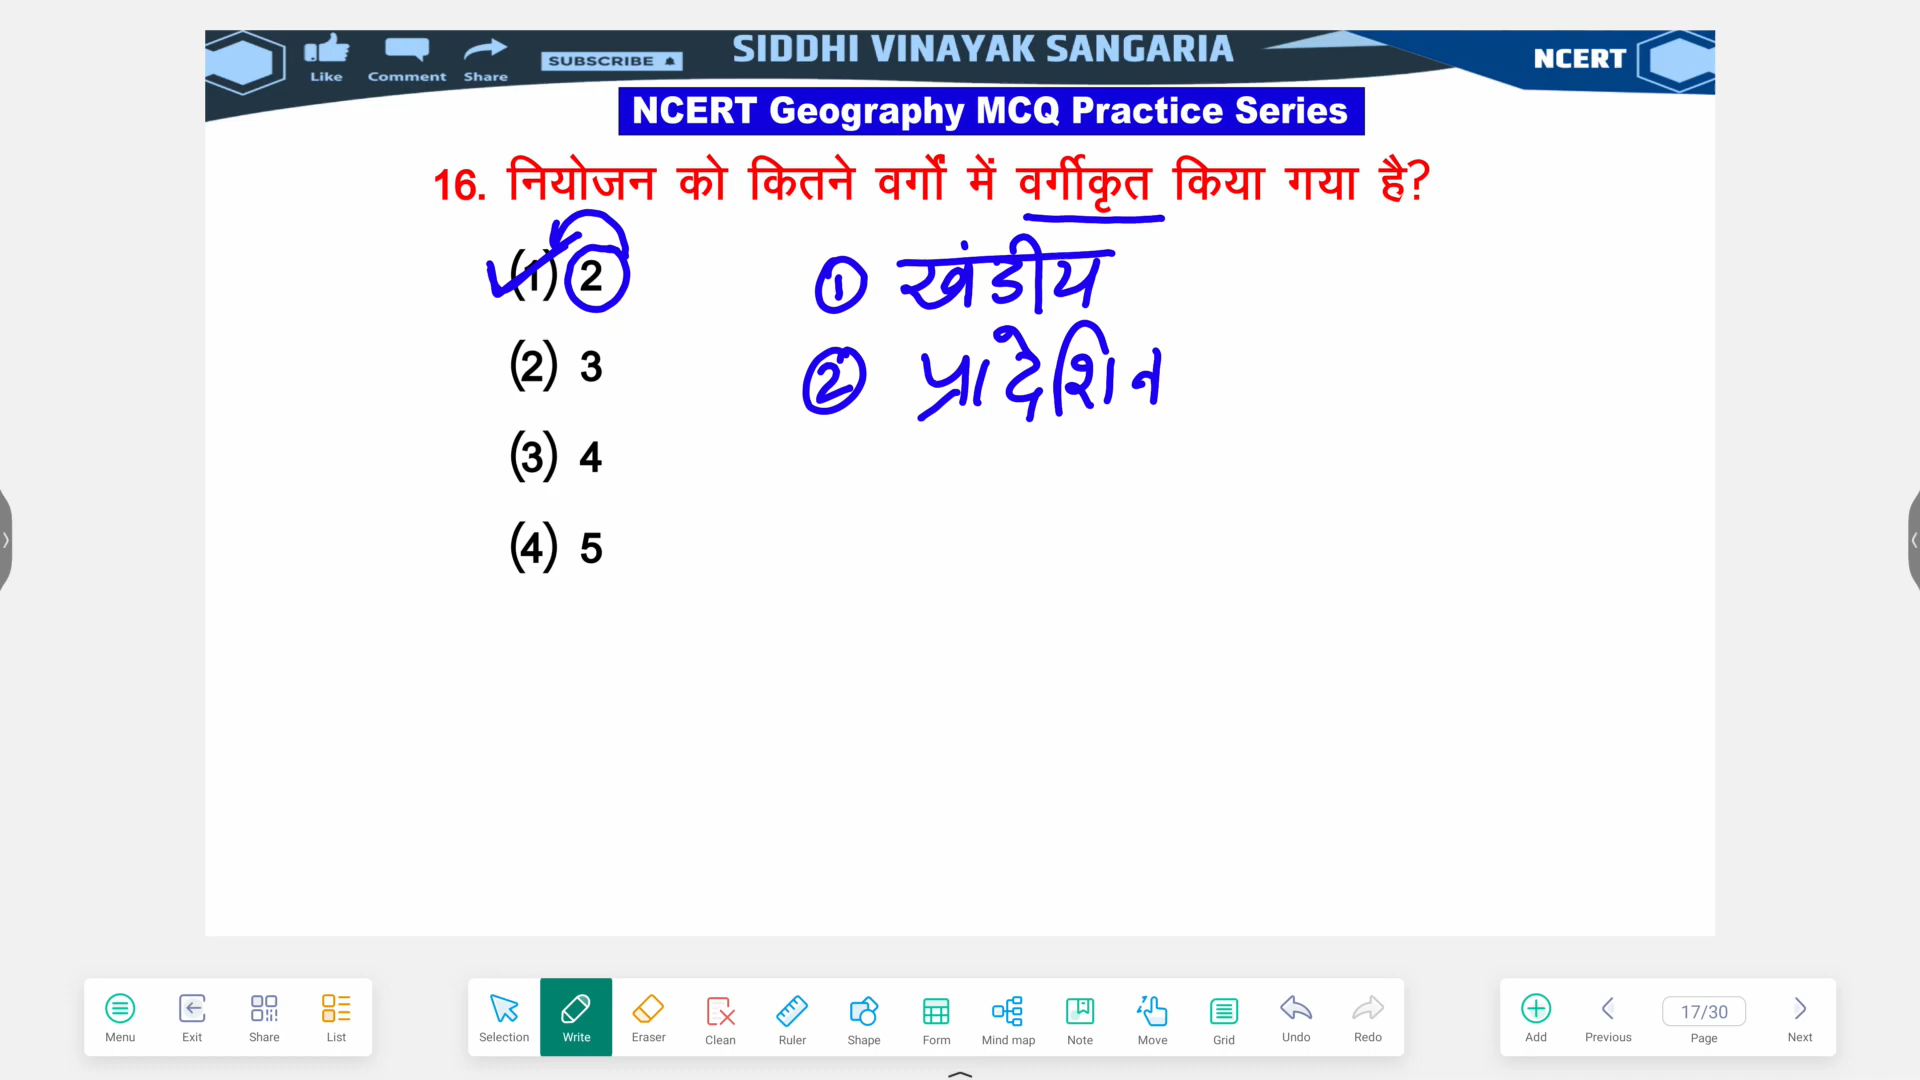 Like Comment Share SUBSCRIBE SIDDHI VINAYAK SANGARIA NCERT
NCERT Geography MCQ Practice Series
16. नियोजन को कितने वर्गों में वर्गीकृत किया गया है?
(1) 2
(2) 3
(3) 4
(4) 5
① खंडीय
② प्रादेशिन
Menu Exit Share List Selection Write Eraser Clean Ruler Shape Form Mind map Note Move Grid Undo Redo Add Previous 17/30 Page Next